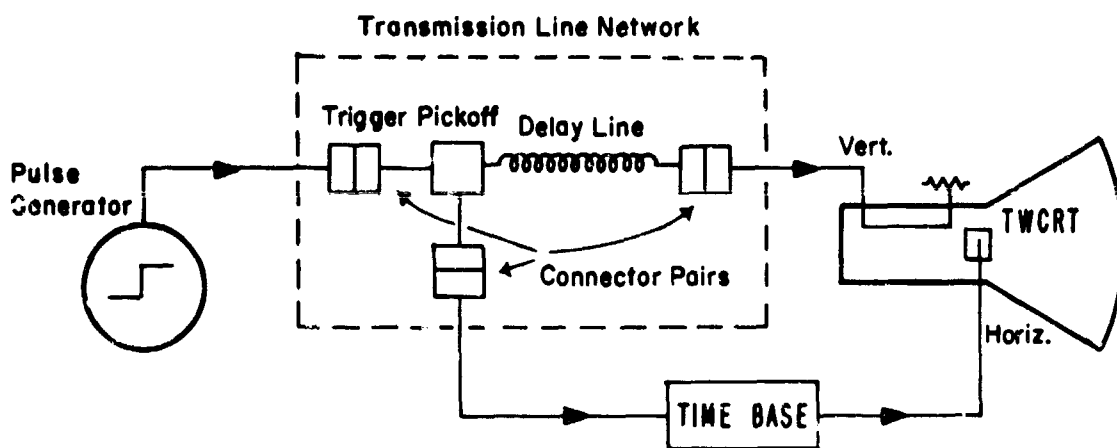 Transmission Line Network
Trigger Pickoff
Delay Line
Vert.
Pulse
Generator
TWCRT
Connector Pairs
Horiz.
TIME BASE